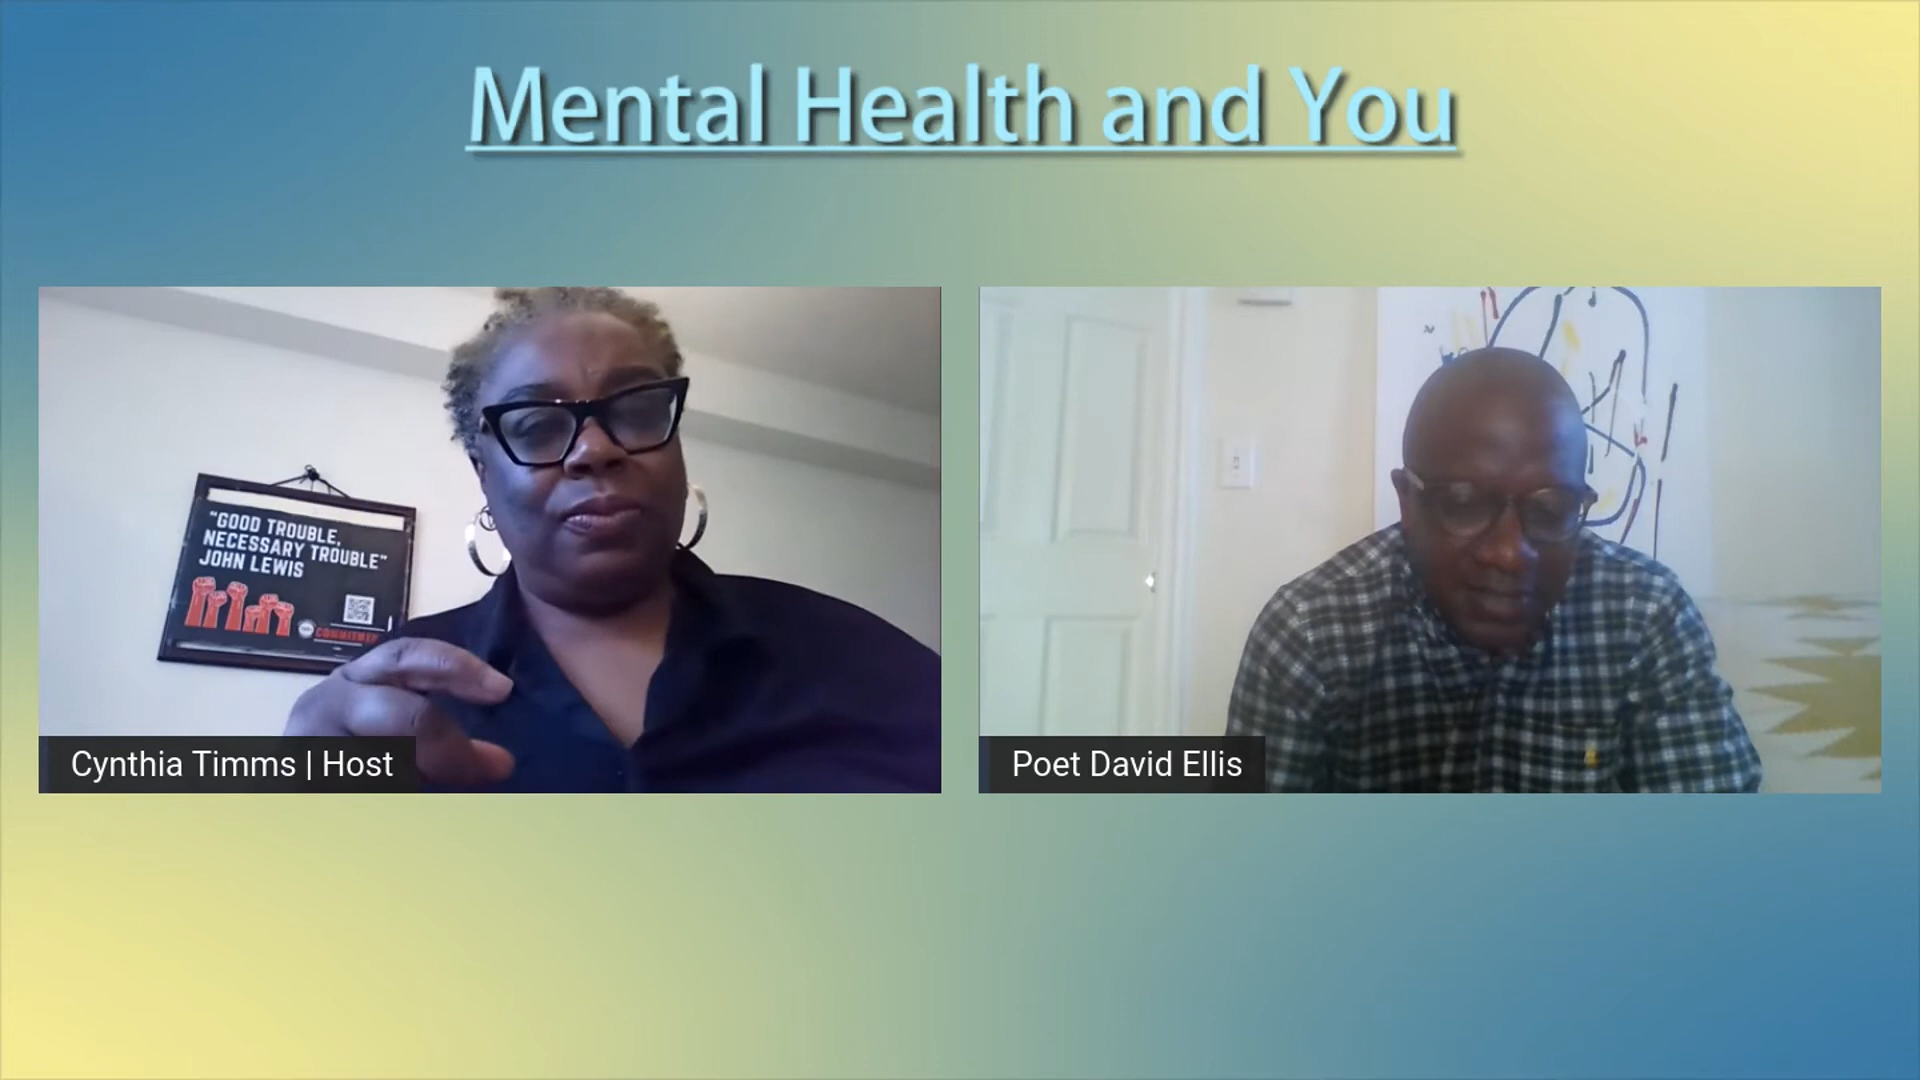 Mental Health and You
"GOOD TROUBLE,
NECESSARY TROUBLE"
JOHN LEWIS
Cynthia Timms | Host
Poet David Ellis